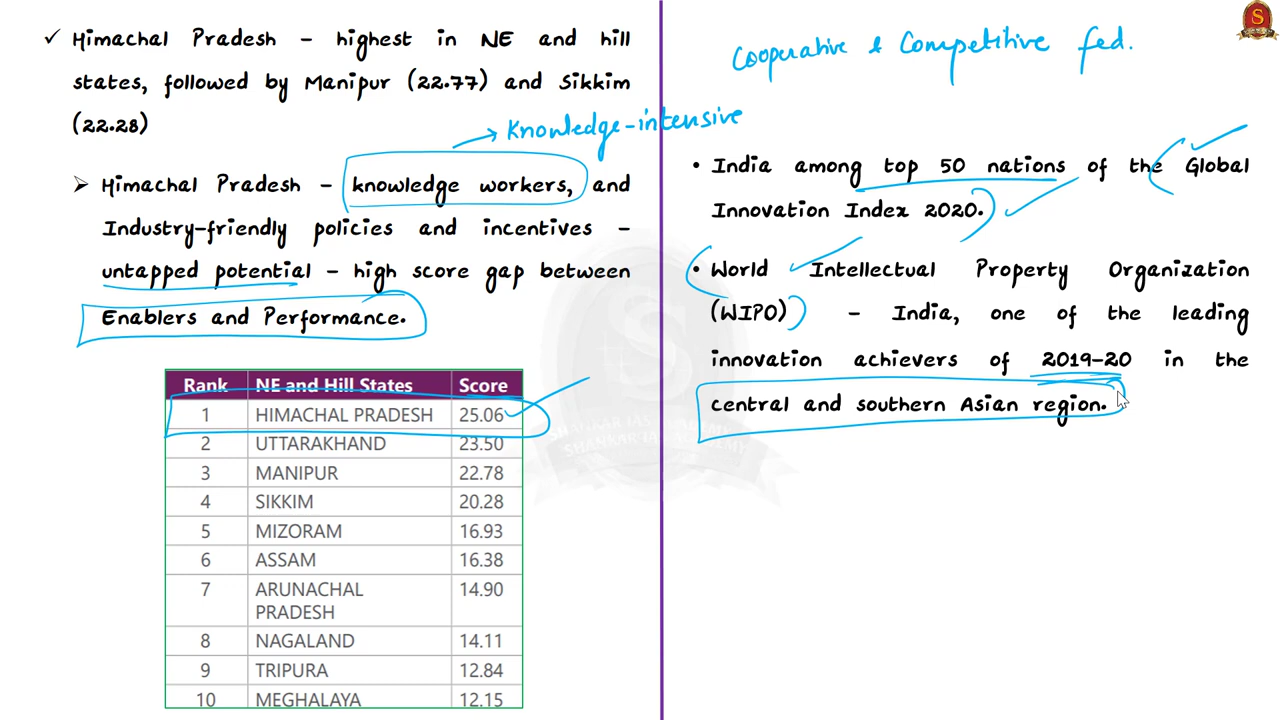 ✓ Himachal Pradesh – highest in NE and hill
states, followed by Manipur (22.77) and Sikkim
(22.28)
→ Knowledge-intensive
➢ Himachal Pradesh – knowledge workers, and
Industry-friendly policies and incentives –
untapped potential – high score gap between
Enablers and Performance.
Rank NE and Hill States Score
1 HIMACHAL PRADESH 25.06
2 UTTARAKHAND 23.50
3 MANIPUR 22.78
4 SIKKIM 20.28
5 MIZORAM 16.93
6 ASSAM 16.38
7 ARUNACHAL 14.90
PRADESH
8 NAGALAND 14.11
9 TRIPURA 12.84
10 MEGHALAYA 12.15
Cooperative & Competitive fed.
• India among top 50 nations of the Global
Innovation Index 2020.
• World Intellectual Property Organization
(WIPO) – India, one of the leading
innovation achievers of 2019-20 in the
central and southern Asian region.